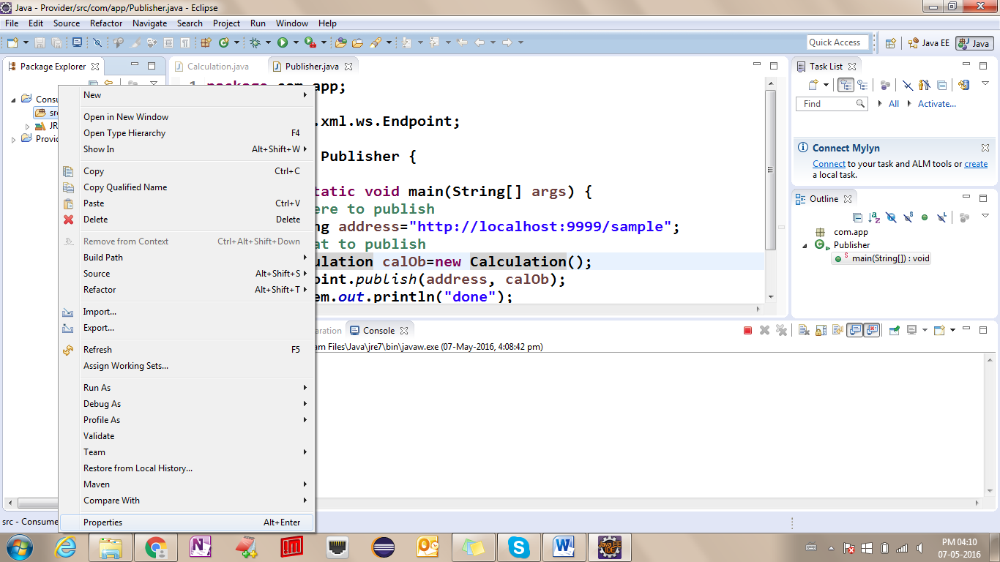 Java - Provider/src/com/app/Publisher.java - Eclipse
File Edit Source Refactor Navigate Search Project Run Window Help
Quick Access Java EE Java
Package Explorer
Calculation.java Publisher.java
Task List
Find All Activate...
Connect Mylyn
Connect to your task and ALM tools or create
a local task.
Outline
com.app
Publisher
main(String[]) : void
Consu
src
JR
Provid
New
Open in New Window
Open Type Hierarchy F4
Show In Alt+Shift+W
Copy Ctrl+C
Copy Qualified Name
Paste Ctrl+V
Delete Delete
Remove from Context Ctrl+Alt+Shift+Down
Build Path
Source Alt+Shift+S
Refactor Alt+Shift+T
Import...
Export...
Refresh F5
Assign Working Sets...
Run As
Debug As
Profile As
Validate
Team
Restore from Local History...
Maven
Compare With
Properties Alt+Enter
app;
.xml.ws.Endpoint;
Publisher {
tatic void main(String[] args) {
ere to publish
ng address="http://localhost:9999/sample";
at to publish
ulation calOb=new Calculation();
oint.publish(address, calOb);
em.out.println("done");
aration Console
am Files\Java\jre7\bin\javaw.exe (07-May-2016, 4:08:42 pm)
src - Consume
Java EE
IDE
PM 04:10
07-05-2016